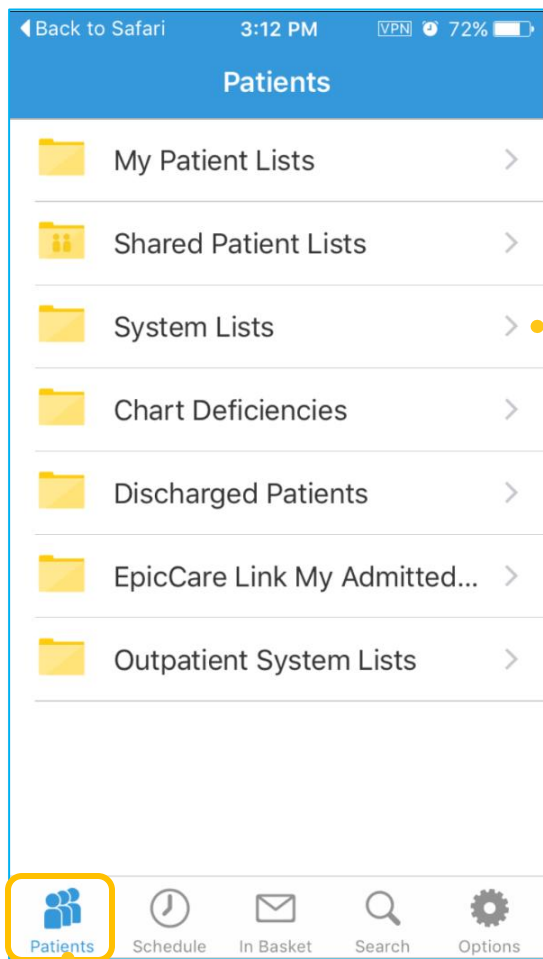 Back to Safari 3:12 PM VPN 72%
Patients
My Patient Lists
Shared Patient Lists
System Lists
Chart Deficiencies
Discharged Patients
EpicCare Link My Admitted...
Outpatient System Lists
Patients Schedule In Basket Search Options